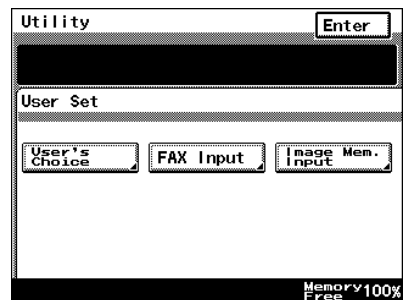 Utility
Enter
User Set
User's
Choice
FAX Input
Image Mem.
Input
Memory
Free
100%